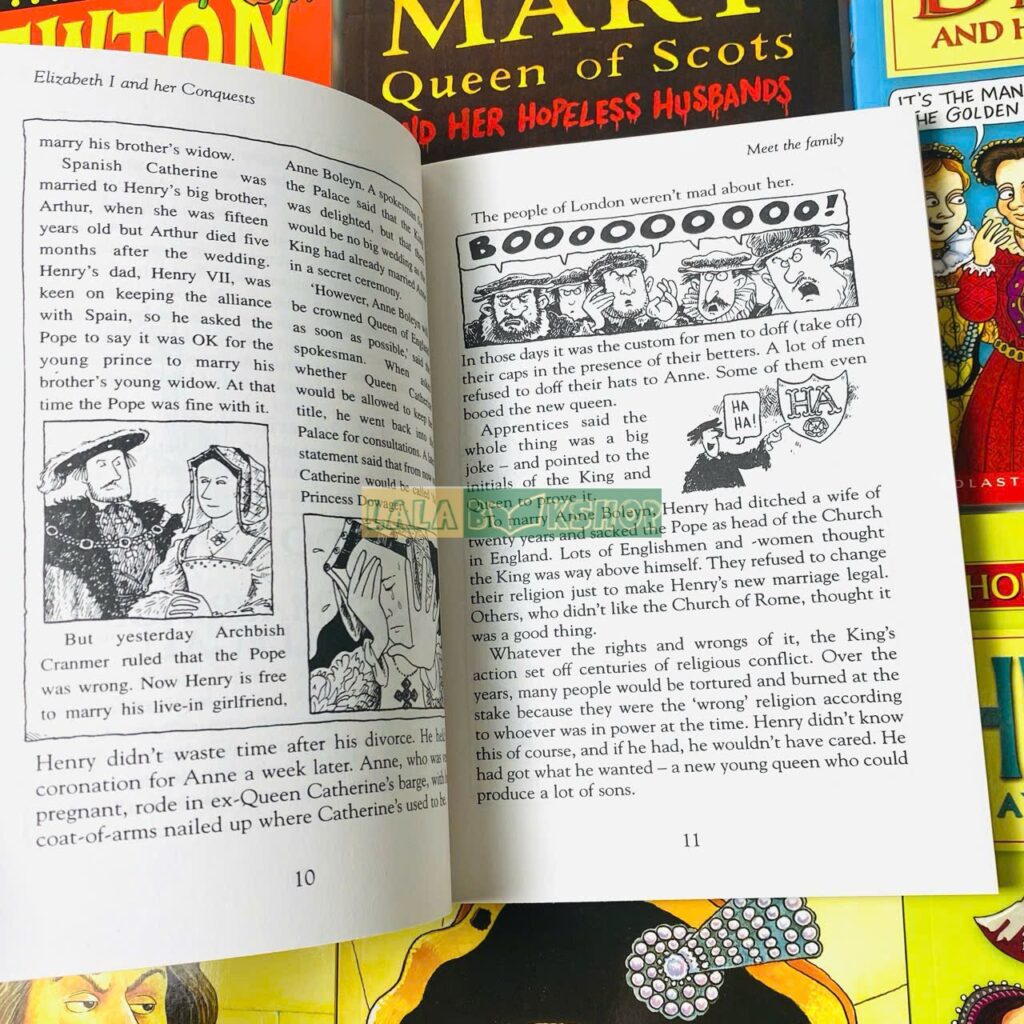 EWTON
MARY
Queen of Scots
AND HER HOPELESS HUSBANDS
AND H
IT'S THE MAN
THE GOLDEN
Elizabeth I and her Conquests
marry his brother's widow.
Spanish Catherine was
married to Henry's big brother,
Arthur, when she was fifteen
years old but Arthur died five
months after the wedding.
Henry's dad, Henry VII, was
keen on keeping the alliance
with Spain, so he asked the
Pope to say it was OK for the
young prince to marry his
brother's young widow. At that
time the Pope was fine with it.
But yesterday Archbish
Cranmer ruled that the Pope
was wrong. Now Henry is free
to marry his live-in girlfriend,
Anne Boleyn. A spokesman
the Palace said that the King
was delighted, but that
would be no big wedding as the
King had already married Anne
in a secret ceremony.
'However, Anne Boleyn
be crowned Queen of England
as soon as possible,' said the
spokesman. When asked
whether Queen Catherine
would be allowed to keep her
title, he went back into
Palace for consultations. A
statement said that from now
Catherine would be called
Princess Dowager
Henry didn't waste time after his divorce. He held
coronation for Anne a week later. Anne, who was
pregnant, rode in ex-Queen Catherine's barge, with
coat-of-arms nailed up where Catherine's used to be.
10
Meet the family
The people of London weren't mad about her.
BOOOOOOOOO!
In those days it was the custom for men to doff (take off)
their caps in the presence of their betters. A lot of men
refused to doff their hats to Anne. Some of them even
booed the new queen.
Apprentices said the
whole thing was a big
joke – and pointed to the
initials of the King and
Queen to prove it.
HA
HA!
HA
To marry Anne Boleyn, Henry had ditched a wife of
twenty years and sacked the Pope as head of the Church
in England. Lots of Englishmen and -women thought
the King was way above himself. They refused to change
their religion just to make Henry's new marriage legal.
Others, who didn't like the Church of Rome, thought it
was a good thing.
Whatever the rights and wrongs of it, the King's
action set off centuries of religious conflict. Over the
years, many people would be tortured and burned at the
stake because they were the 'wrong' religion according
to whoever was in power at the time. Henry didn't know
this of course, and if he had, he wouldn't have cared. He
had got what he wanted – a new young queen who could
produce a lot of sons.
11
LALA BOOKSHOP
SCHOLAST
HO